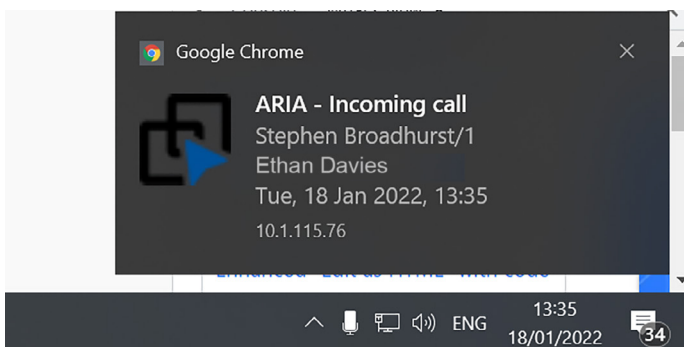 Google Chrome
ARIA - Incoming call
Stephen Broadhurst/1
Ethan Davies
Tue, 18 Jan 2022, 13:35
10.1.115.76
ENG
13:35
18/01/2022
34